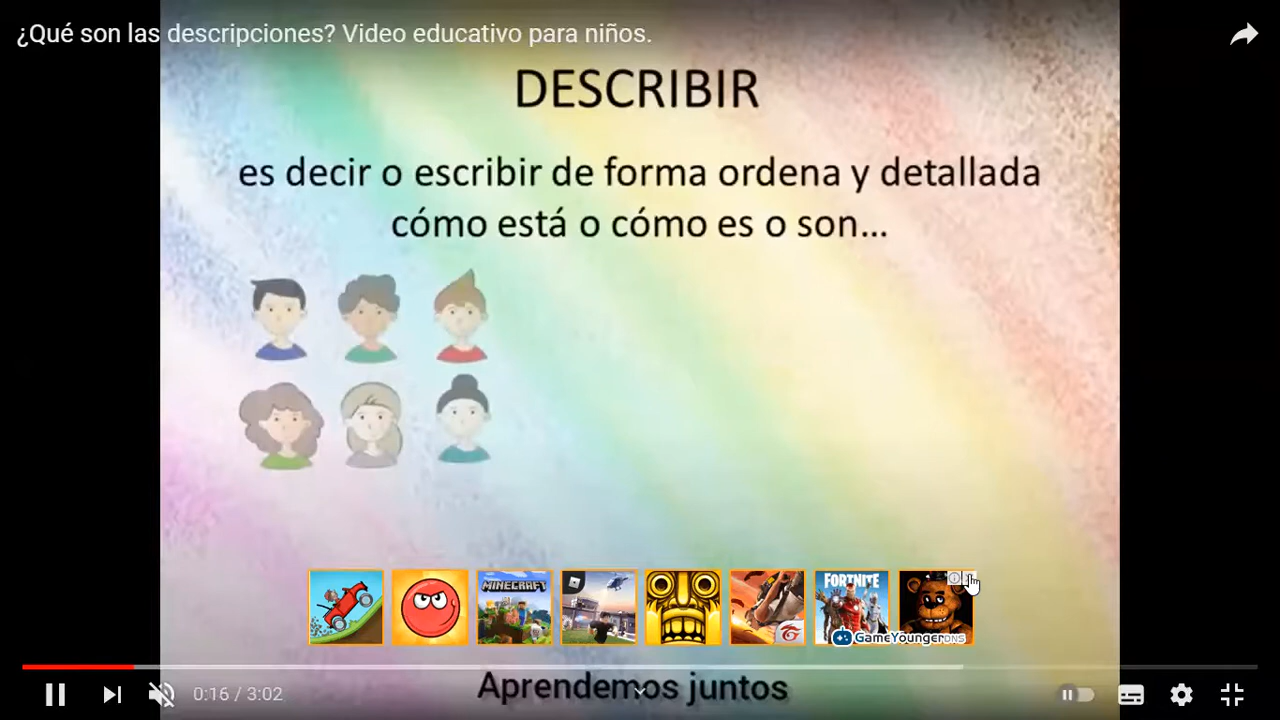 ¿Qué son las descripciones? Video educativo para niños.
DESCRIBIR
es decir o escribir de forma ordena y detallada
cómo está o cómo es o son...
MINECRAFT
FORTNITE
GameYoungerDNS
0:16 / 3:02
Aprendemos juntos